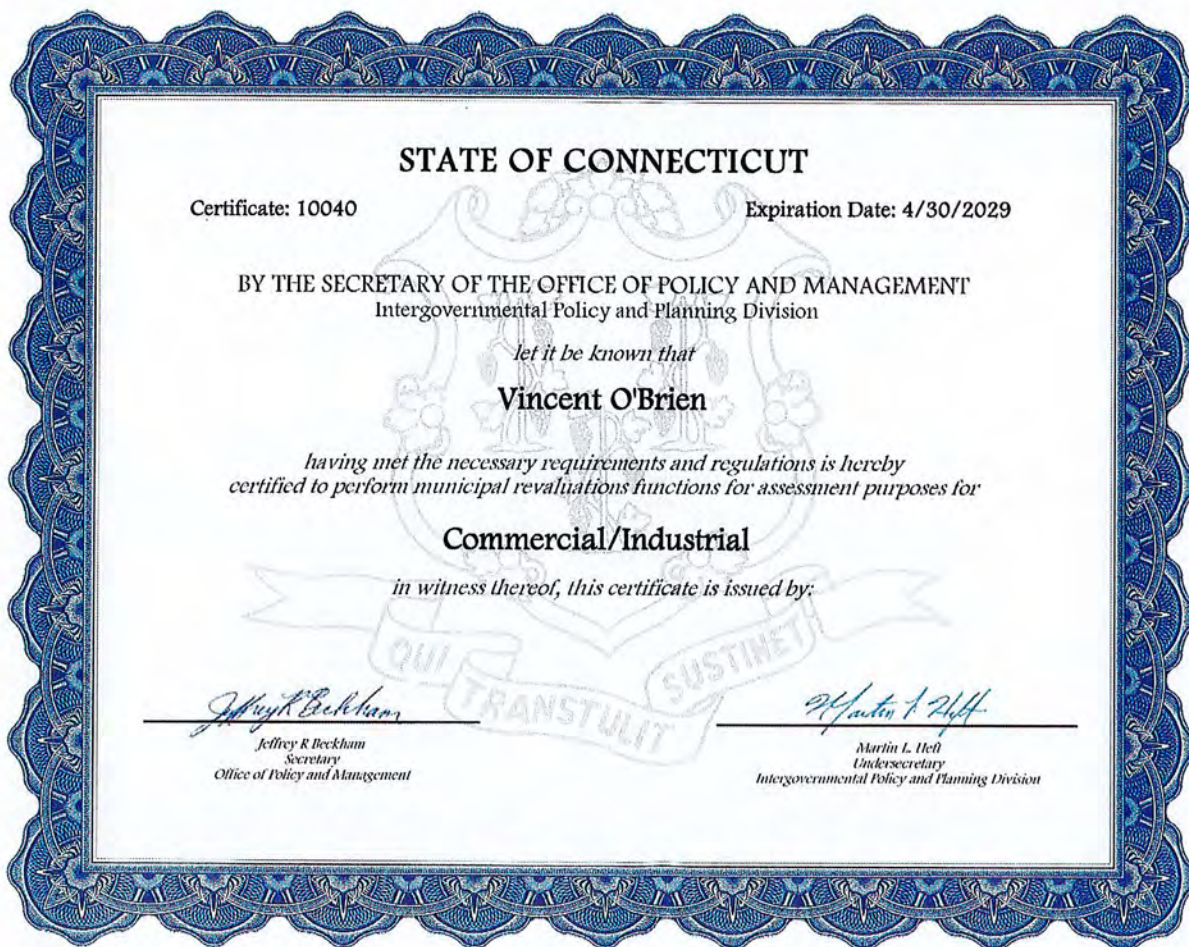 STATE OF CONNECTICUT
Certificate: 10040
Expiration Date: 4/30/2029
BY THE SECRETARY OF THE OFFICE OF POLICY AND MANAGEMENT
Intergovernmental Policy and Planning Division
let it be known that
Vincent O'Brien
having met the necessary requirements and regulations is hereby
certified to perform municipal revaluations functions for assessment purposes for
Commercial/Industrial
in witness thereof, this certificate is issued by:
QUI
TRANSTULIT
SUSTINET
Jeffrey R Beckham
Jeffrey R Beckham
Secretary
Office of Policy and Management
Martin L. Heft
Martin L. Heft
Undersecretary
Intergovernmental Policy and Planning Division